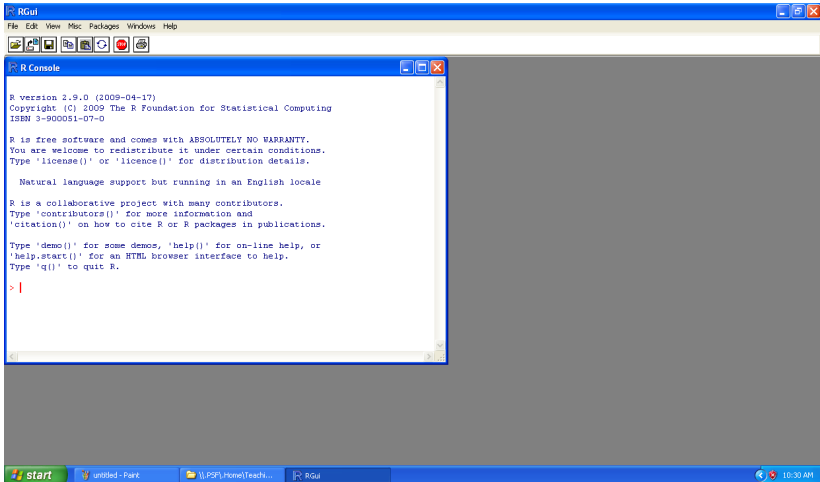 RGui
File Edit View Misc Packages Windows Help
STOP
R Console
R version 2.9.0 (2009-04-17)
Copyright (C) 2009 The R Foundation for Statistical Computing
ISBN 3-900051-07-0
R is free software and comes with ABSOLUTELY NO WARRANTY.
You are welcome to redistribute it under certain conditions.
Type 'license()' or 'licence()' for distribution details.
Natural language support but running in an English locale
R is a collaborative project with many contributors.
Type 'contributors()' for more information and
'citation()' on how to cite R or R packages in publications.
Type 'demo()' for some demos, 'help()' for on-line help, or
'help.start()' for an HTML browser interface to help.
Type 'q()' to quit R.
>
start untitled - Paint \\.PSF\.Home\Teachi... RGui 10:30 AM